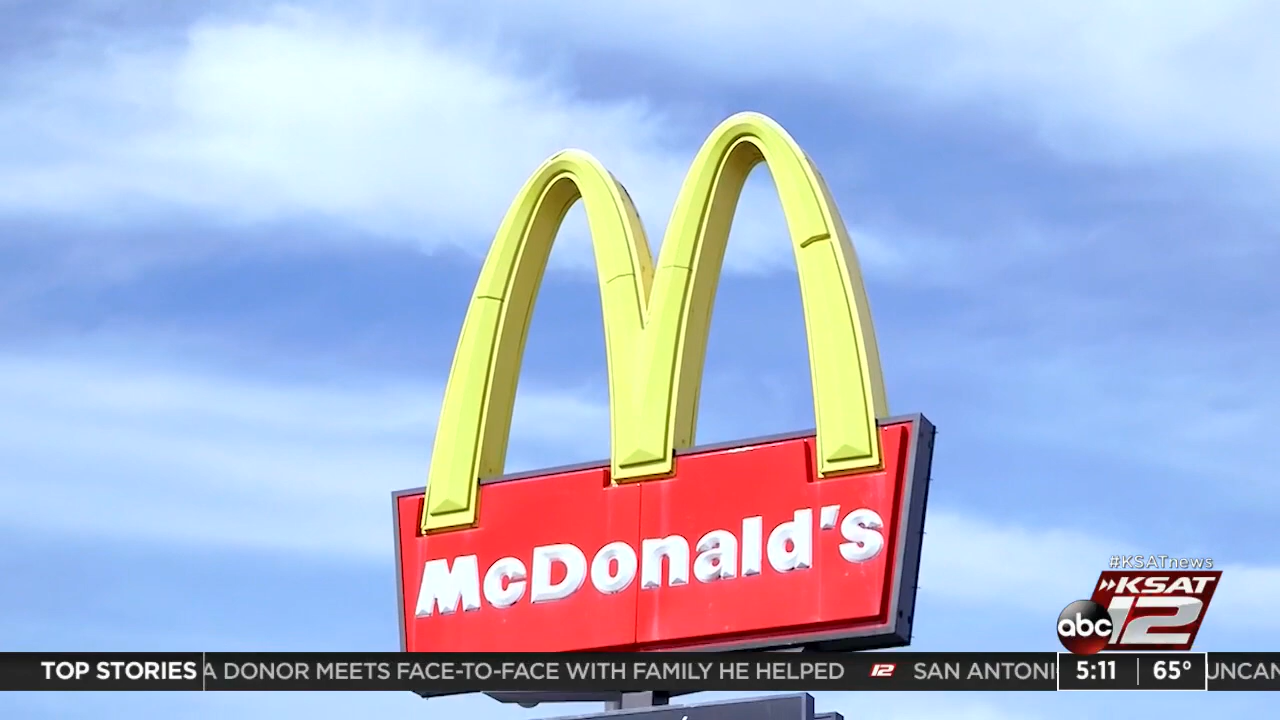 McDonald's
#KSATnews
KSAT
12
abc
TOP STORIES
A DONOR MEETS FACE-TO-FACE WITH FAMILY HE HELPED 12 SAN ANTONI
5:11
65°
UNCAN